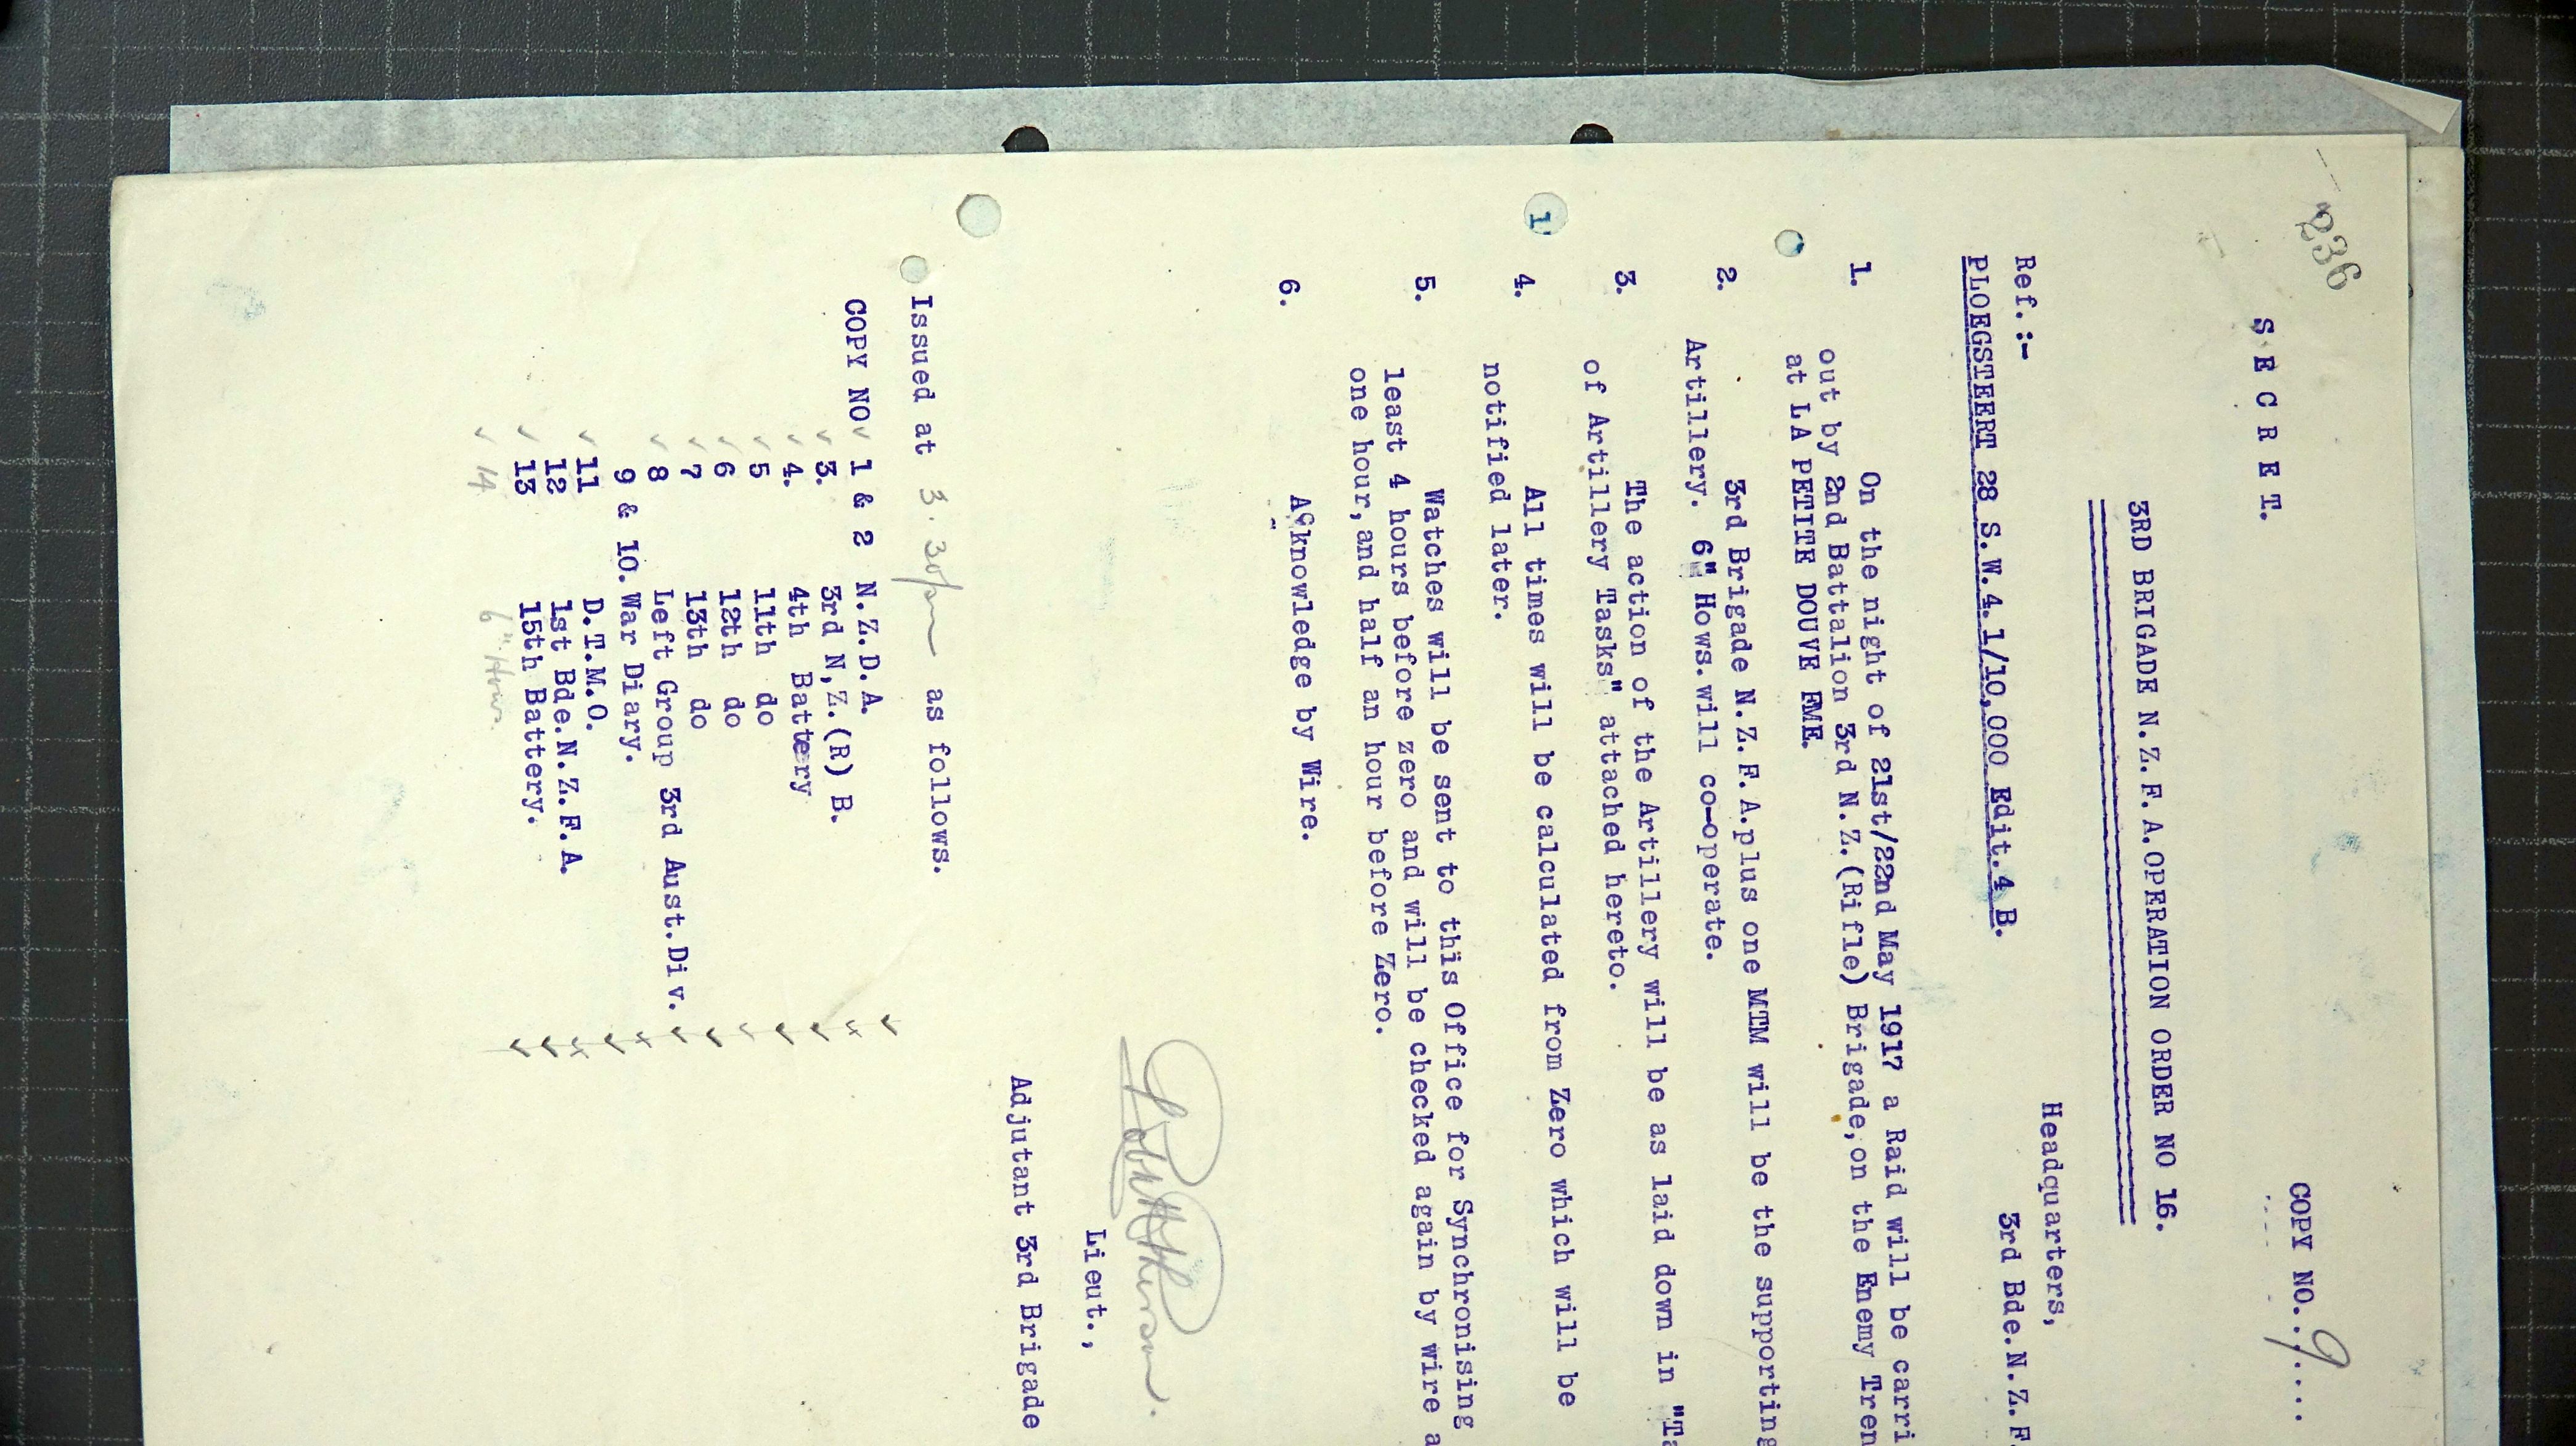 236
S E C R E T.
COPY NO..9....
3RD BRIGADE N.Z.F.A.OPERATION ORDER NO 16.
Headquarters,
Ref.:-
3rd Bde.N.Z.F.
PLOEGSTEERT 28 S.W.4.1/10,000 Edit.4 B.
1. On the night of 21st/22nd May 1917 a Raid will be carri
out by 2nd Battalion 3rd N.Z.(Rifle) Brigade,on the Enemy Tren
at LA PETITE DOUVE FME.
2. 3rd Brigade N.Z.F.A.plus one MTM will be the supporting
Artillery. 6" Hows.will co-operate.
3. The action of the Artillery will be as laid down in "Ta
of Artillery Tasks" attached hereto.
4. All times will be calculated from Zero which will be
notified later.
5. Watches will be sent to this Office for Synchronising
least 4 hours before zero and will be checked again by wire a
one hour,and half an hour before Zero.
6. Acknowledge by Wire.
Lieut.,
Adjutant 3rd Brigade
Issued at 3.30pm as follows.
COPY NO ✓ 1 & 2 N.Z.D.A.
✓ 3. 3rd N,Z.(R) B.
✓ 4. 4th Battery
✓ 5 11th do
✓ 6 12th do
✓ 7 13th do
✓ 8 Left Group 3rd Aust.Div.
9 & 10. War Diary.
✓ 11 D.T.M.O.
12 1st Bde.N.Z.F.A.
✓ 13 15th Battery.
✓ 14 6" Hows.